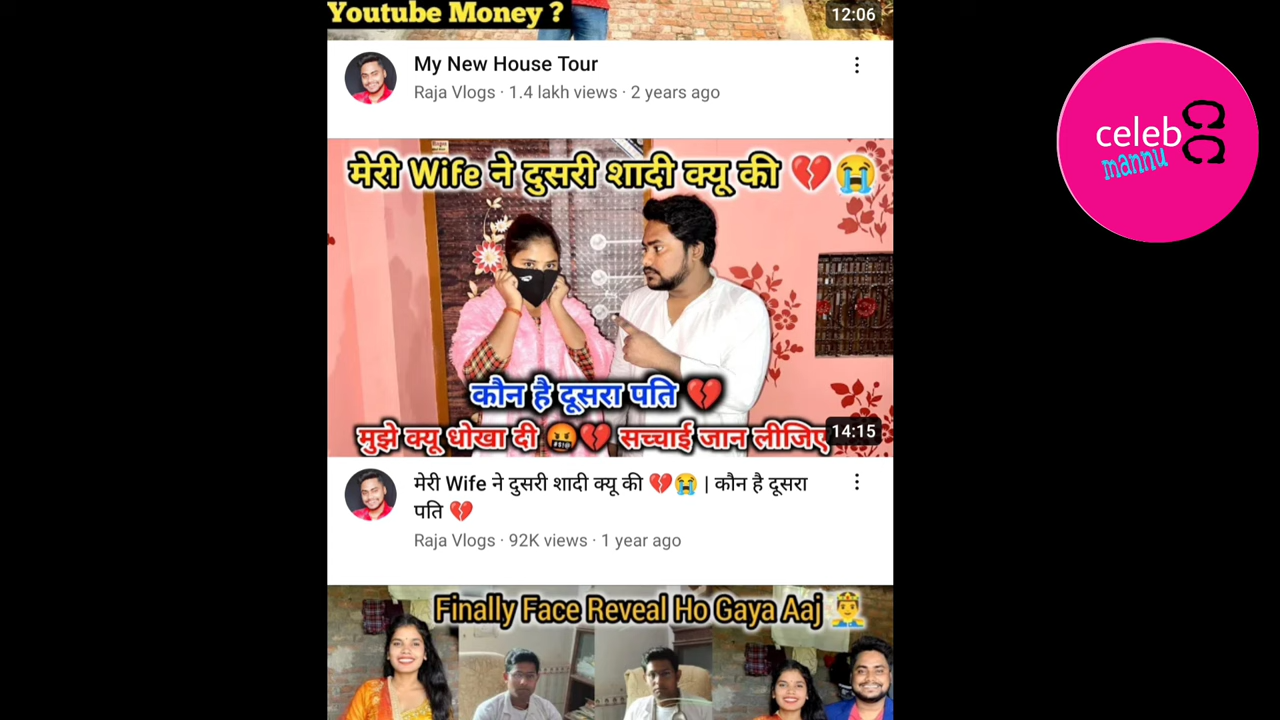 Youtube Money ?
12:06
My New House Tour
Raja Vlogs · 1.4 lakh views · 2 years ago
celeb
mannu
मेरी Wife ने दुसरी शादी क्यू की 💔😭
कौन है दूसरा पति 💔
मुझे क्यू धोखा दी 🤬💔 सच्चाई जान लीजिए
14:15
मेरी Wife ने दुसरी शादी क्यू की 💔😭 | कौन है दूसरा
पति 💔
Raja Vlogs · 92K views · 1 year ago
Finally Face Reveal Ho Gaya Aaj